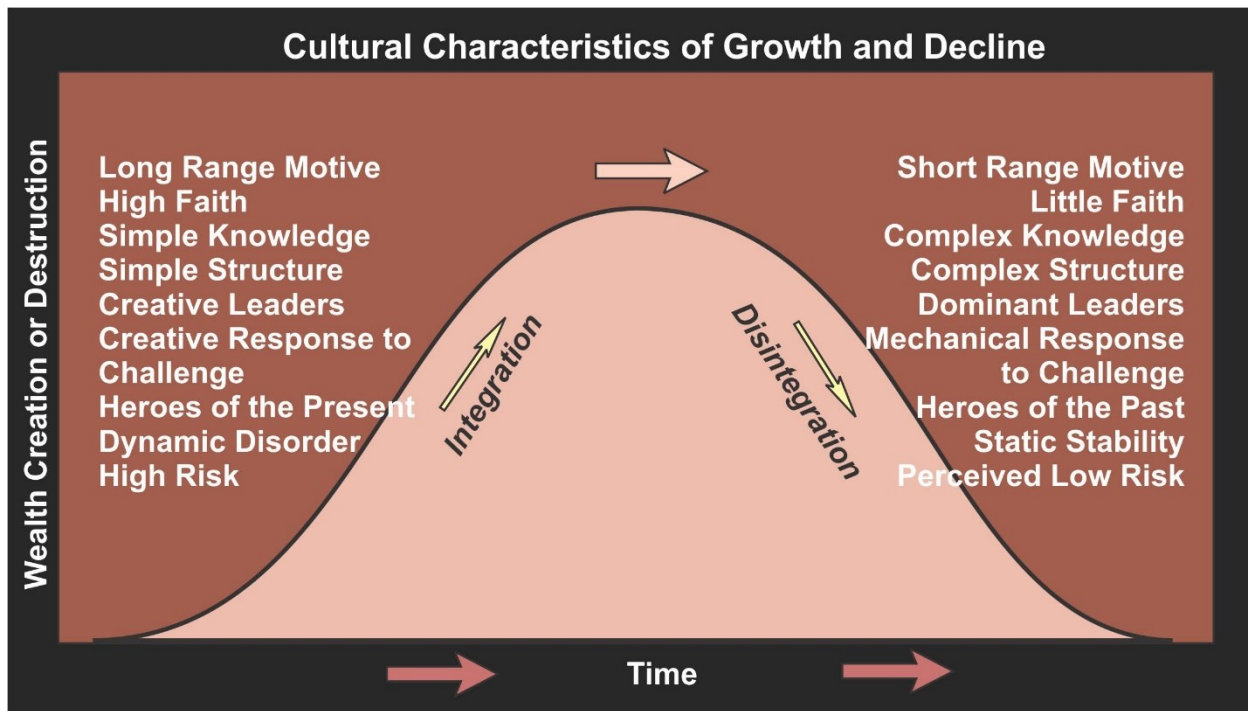 Cultural Characteristics of Growth and Decline
Wealth Creation or Destruction
Long Range Motive
High Faith
Simple Knowledge
Simple Structure
Creative Leaders
Creative Response to
Challenge
Heroes of the Present
Dynamic Disorder
High Risk
Integration
Disintegration
Short Range Motive
Little Faith
Complex Knowledge
Complex Structure
Dominant Leaders
Mechanical Response
to Challenge
Heroes of the Past
Static Stability
Perceived Low Risk
Time